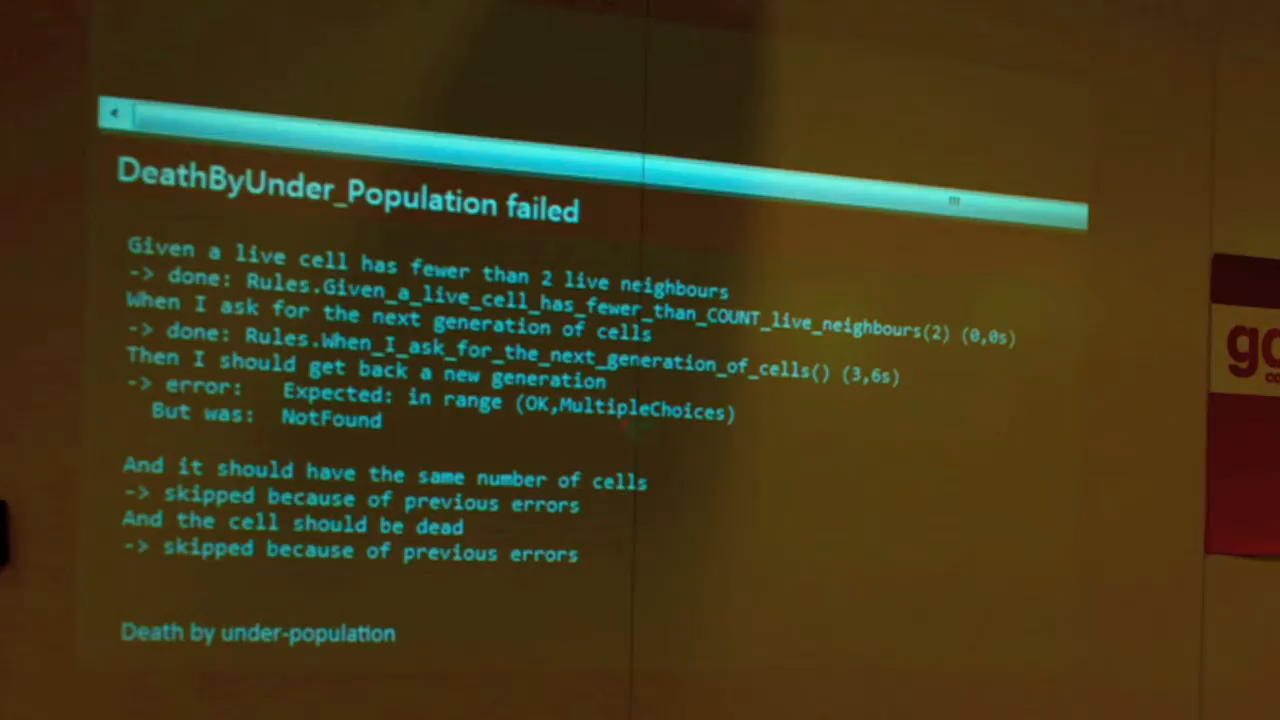 DeathByUnder_Population failed
Given a live cell has fewer than 2 live neighbours
-> done: Rules.Given_a_live_cell_has_fewer_than_COUNT_live_neighbours(2) (0,0s)
When I ask for the next generation of cells
-> done: Rules.When_I_ask_for_the_next_generation_of_cells() (3,6s)
Then I should get back a new generation
-> error: Expected: in range (OK,MultipleChoices)
But was: NotFound
And it should have the same number of cells
-> skipped because of previous errors
And the cell should be dead
-> skipped because of previous errors
Death by under-population